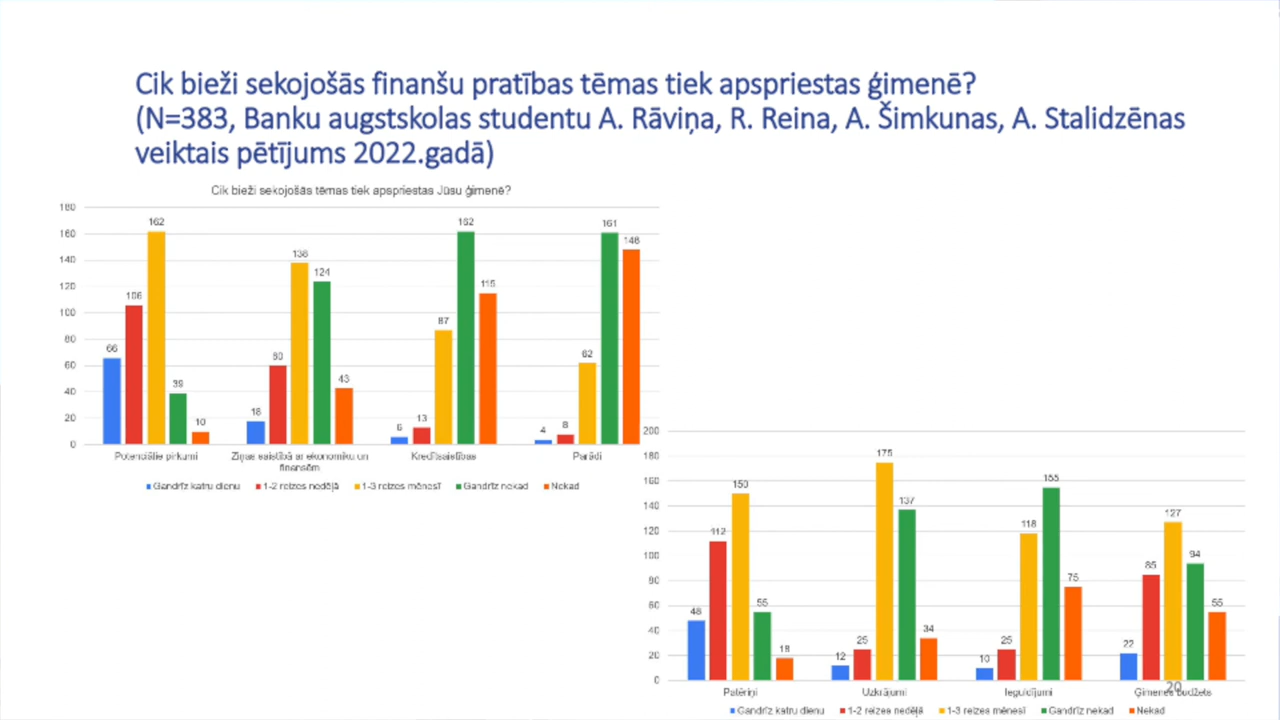 Cik bieži sekojošās finanšu pratības tēmas tiek apspriestas ģimenē?
(N=383, Banku augstskolas studentu A. Rāviņa, R. Reina, A. Šimkunas, A. Stalidzēnas
veiktais pētījums 2022.gadā)
Cik bieži sekojošās tēmas tiek apspriestas Jūsu ģimenē?
180
160
140
120
100
80
60
40
20
0
66
106
162
39
10
18
60
138
124
43
6
13
87
162
115
4
8
62
161
148
Potenciālie pirkumi
Ziņas saistībā ar ekonomiku un
finansēm
Kredītsaistības
Parādi
Gandrīz katru dienu
1-2 reizes nedēļā
1-3 reizes mēnesī
Gandrīz nekad
Nekad
200
180
160
140
120
100
80
60
40
20
0
48
112
150
55
18
12
25
175
137
34
10
25
118
155
75
22
85
127
94
55
Patēriņi
Uzkrājumi
Ieguldījumi
Ģimenes budžets
20
Gandrīz katru dienu
1-2 reizes nedēļā
1-3 reizes mēnesī
Gandrīz nekad
Nekad